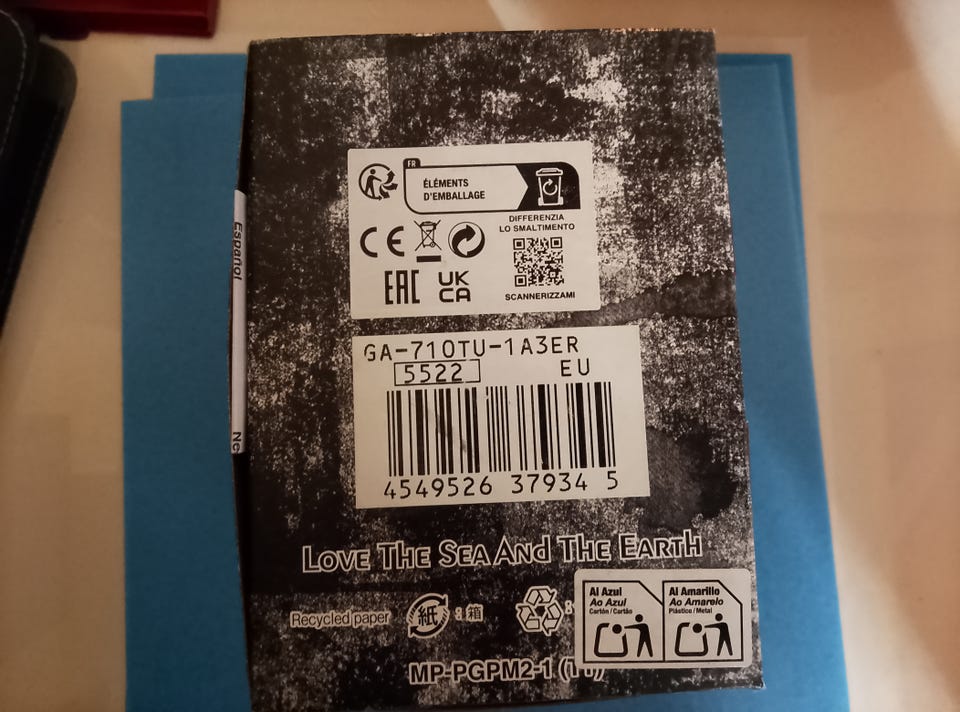 FR
ÉLÉMENTS
D'EMBALLAGE
DIFFERENZIA
LO SMALTIMENTO
CE
EAC
UK
CA
SCANNERIZZAMI
Español
GA-710TU-1A3ER
5522 EU
4549526 37934 5
LOVE THE SEA AND THE EARTH
Recycled paper 紙 : 箱
Al Azul
Ao Azul
Cartón / Cartão
Al Amarillo
Ao Amarelo
Plástico / Metal
MP-PGPM2-1